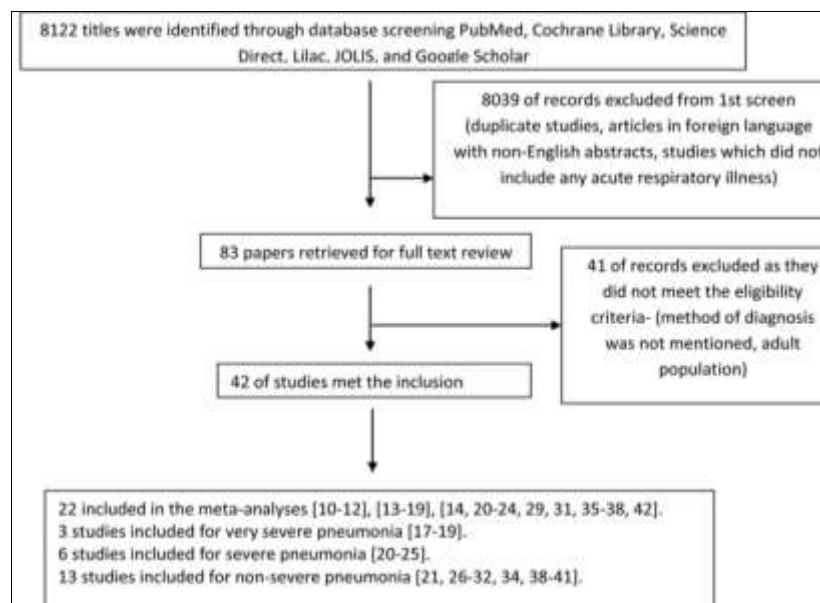 8122 titles were identified through database screening PubMed, Cochrane Library, Science
Direct, Lilac, JOLIS, and Google Scholar
8039 of records excluded from 1st screen
(duplicate studies, articles in foreign language
with non-English abstracts, studies which did not
include any acute respiratory illness)
83 papers retrieved for full text review
41 of records excluded as they
did not meet the eligibility
criteria- (method of diagnosis
was not mentioned, adult
population)
42 of studies met the inclusion
22 included in the meta-analyses [10-12], [13-19], [14, 20-24, 29, 31, 35-38, 42].
3 studies included for very severe pneumonia [17-19].
6 studies included for severe pneumonia [20-25].
13 studies included for non-severe pneumonia [21, 26-32, 34, 38-41].